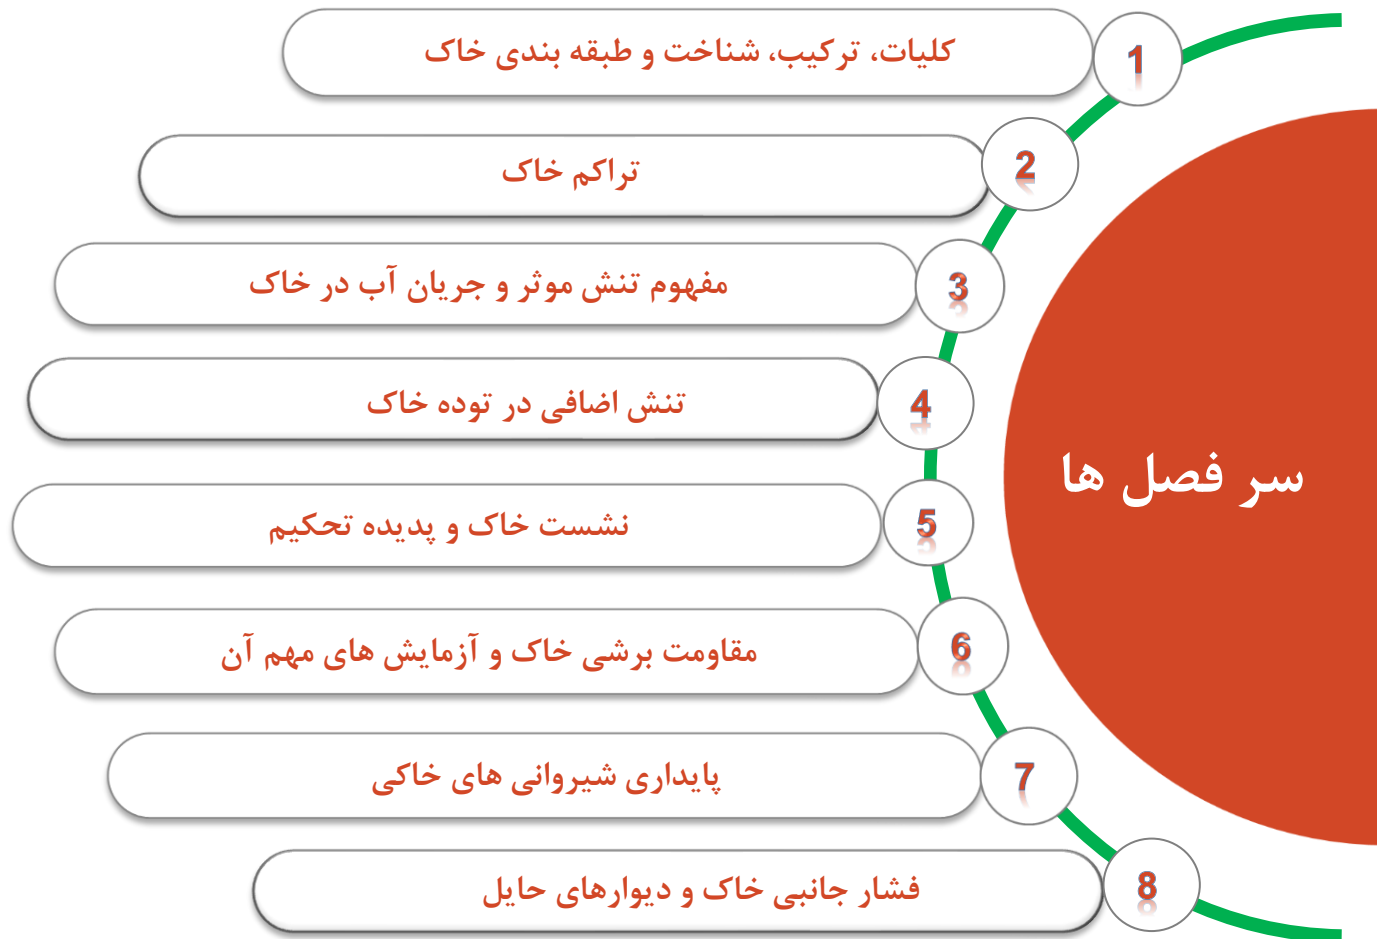 سر فصل ها
1
کلیات، ترکیب، شناخت و طبقه بندی خاک
2
تراکم خاک
3
مفهوم تنش موثر و جریان آب در خاک
4
تنش اضافی در توده خاک
5
نشست خاک و پدیده تحکیم
6
مقاومت برشی خاک و آزمایش های مهم آن
7
پایداری شیروانی های خاکی
8
فشار جانبی خاک و دیوارهای حایل